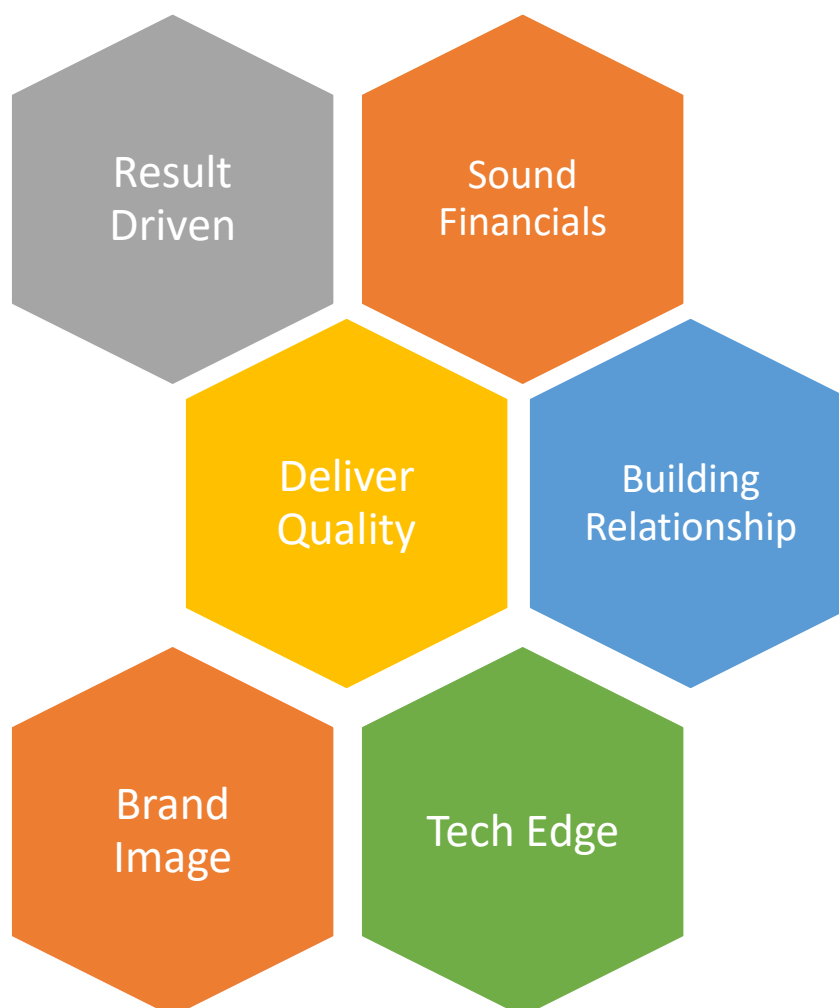 Result
Driven
Sound
Financials
Deliver
Quality
Building
Relationship
Brand
Image
Tech Edge